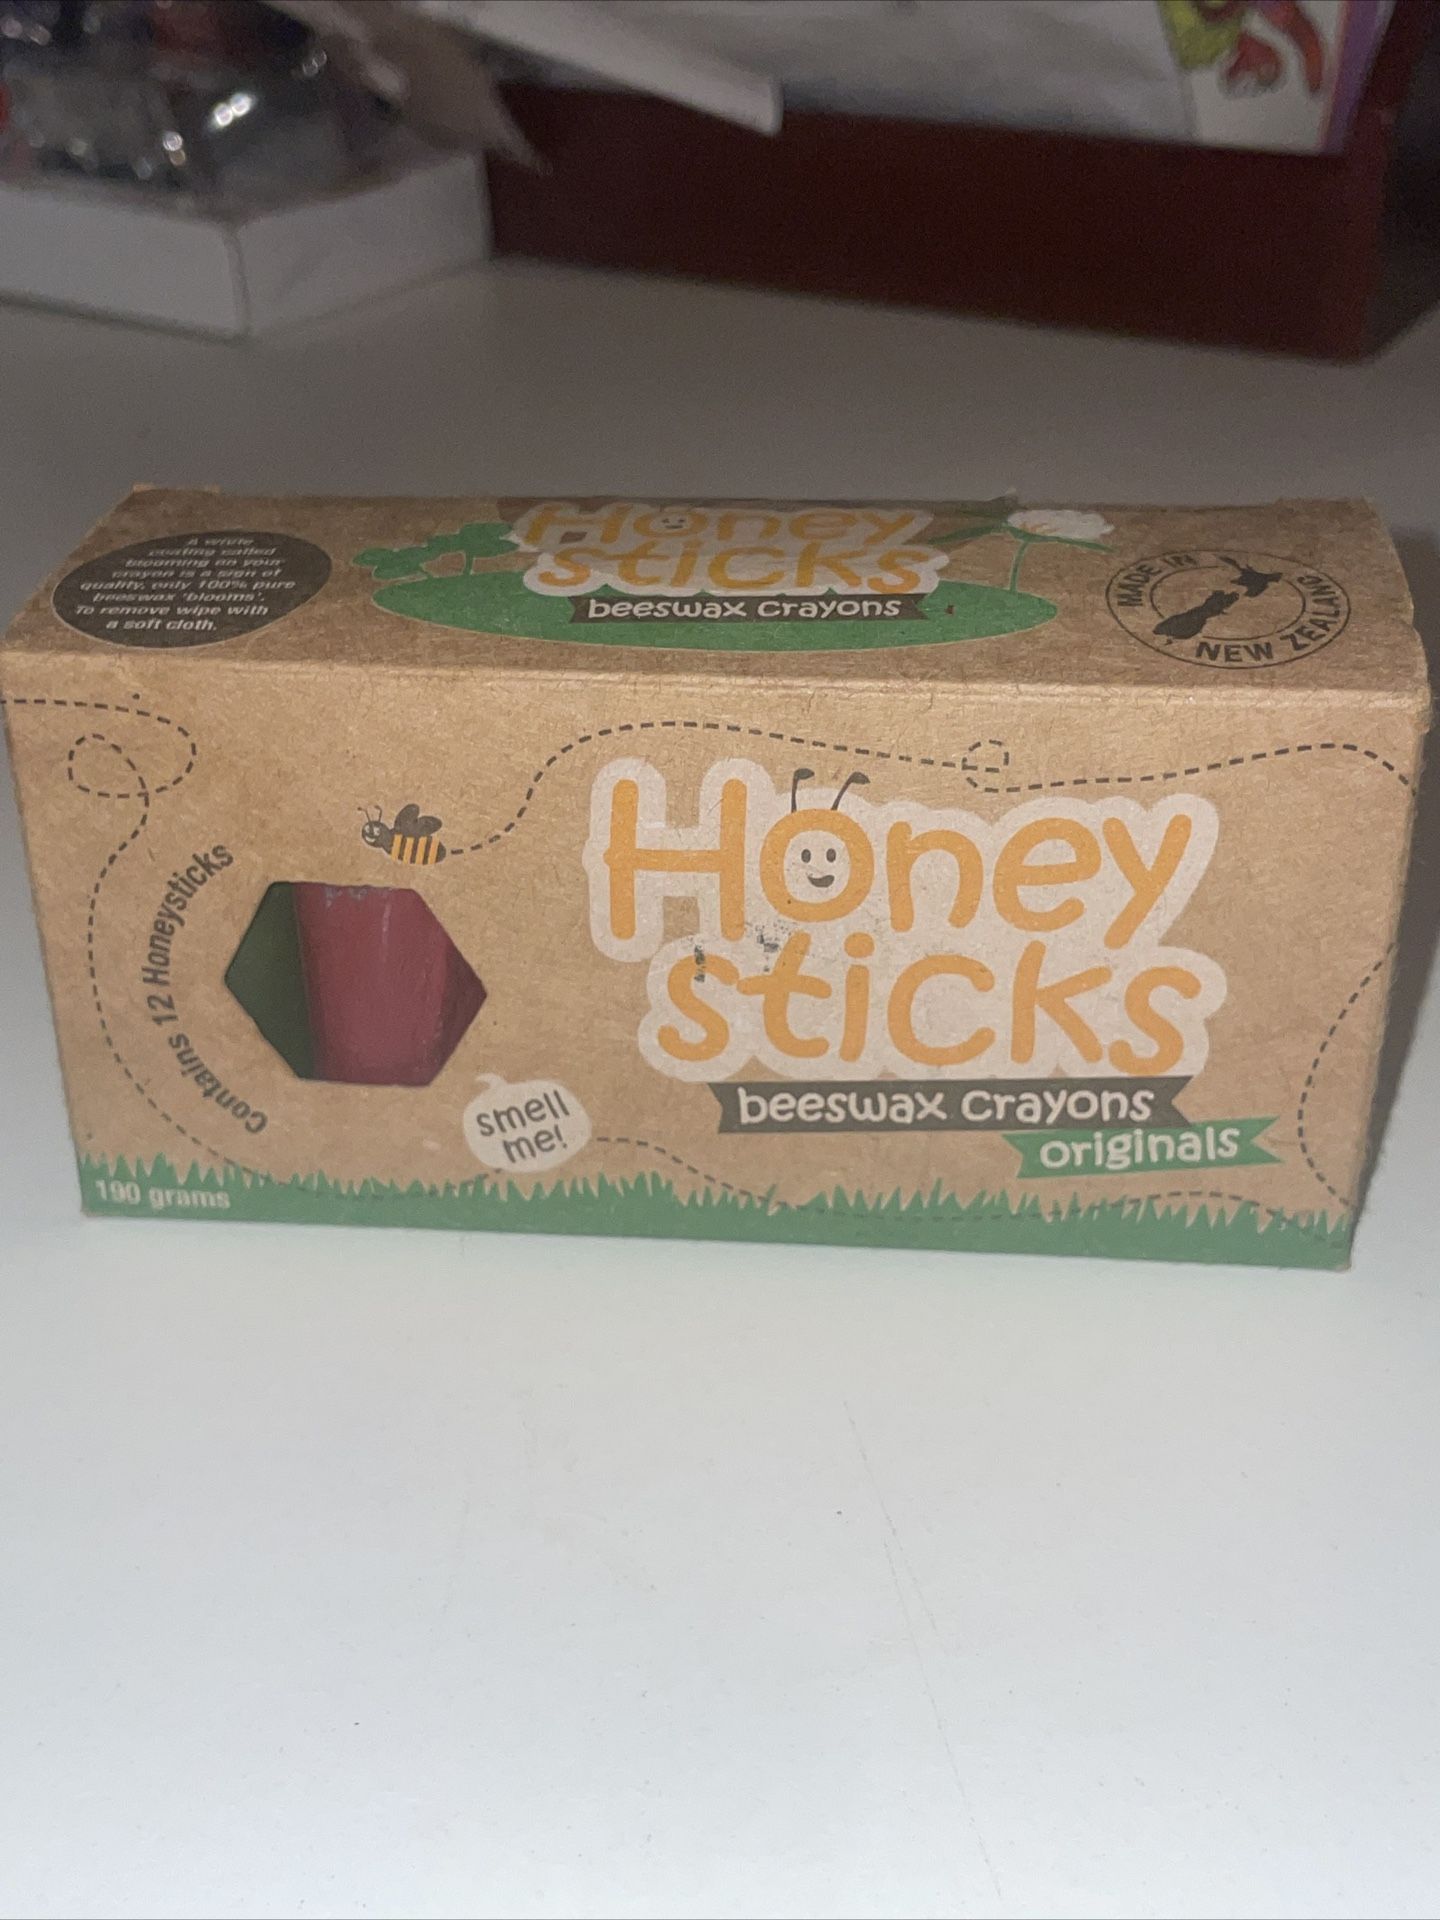 A white
coating called
'blooming' on your
crayon is a sign of
quality, only 100% pure
beeswax 'blooms'.
To remove wipe with
a soft cloth.
Honey
sticks
beeswax crayons
MADE IN
NEW ZEALAND
Contains 12 Honeysticks
Honey
sticks
beeswax crayons
originals
smell
me!
190 grams